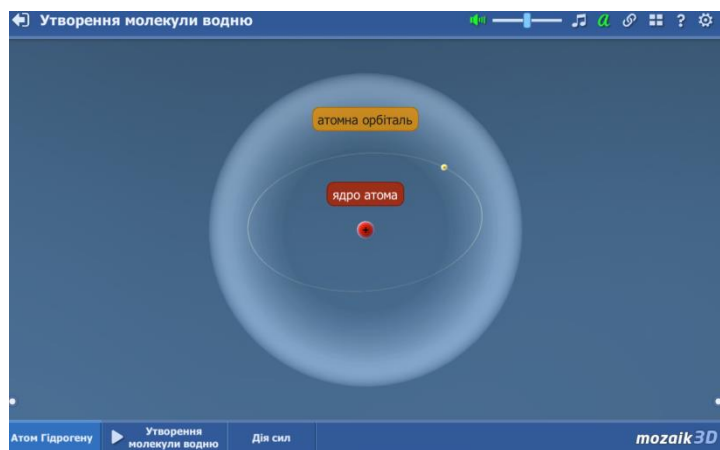 Утворення молекули водню
a
?
атомна орбіталь
ядро атома
+
Атом Гідрогену
Утворення
молекули водню
Дія сил
mozaik3D